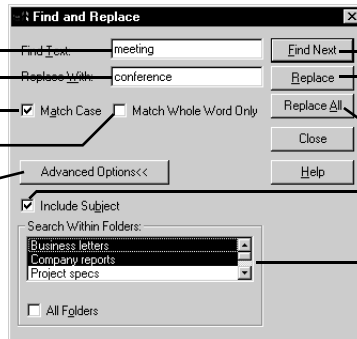 Find and Replace
Find Text: meeting Find Next
Replace With: conference Replace
Match Case Match Whole Word Only Replace All
Close
Advanced Options<< Help
Include Subject
Search Within Folders:
Business letters
Company reports
Project specs
All Folders